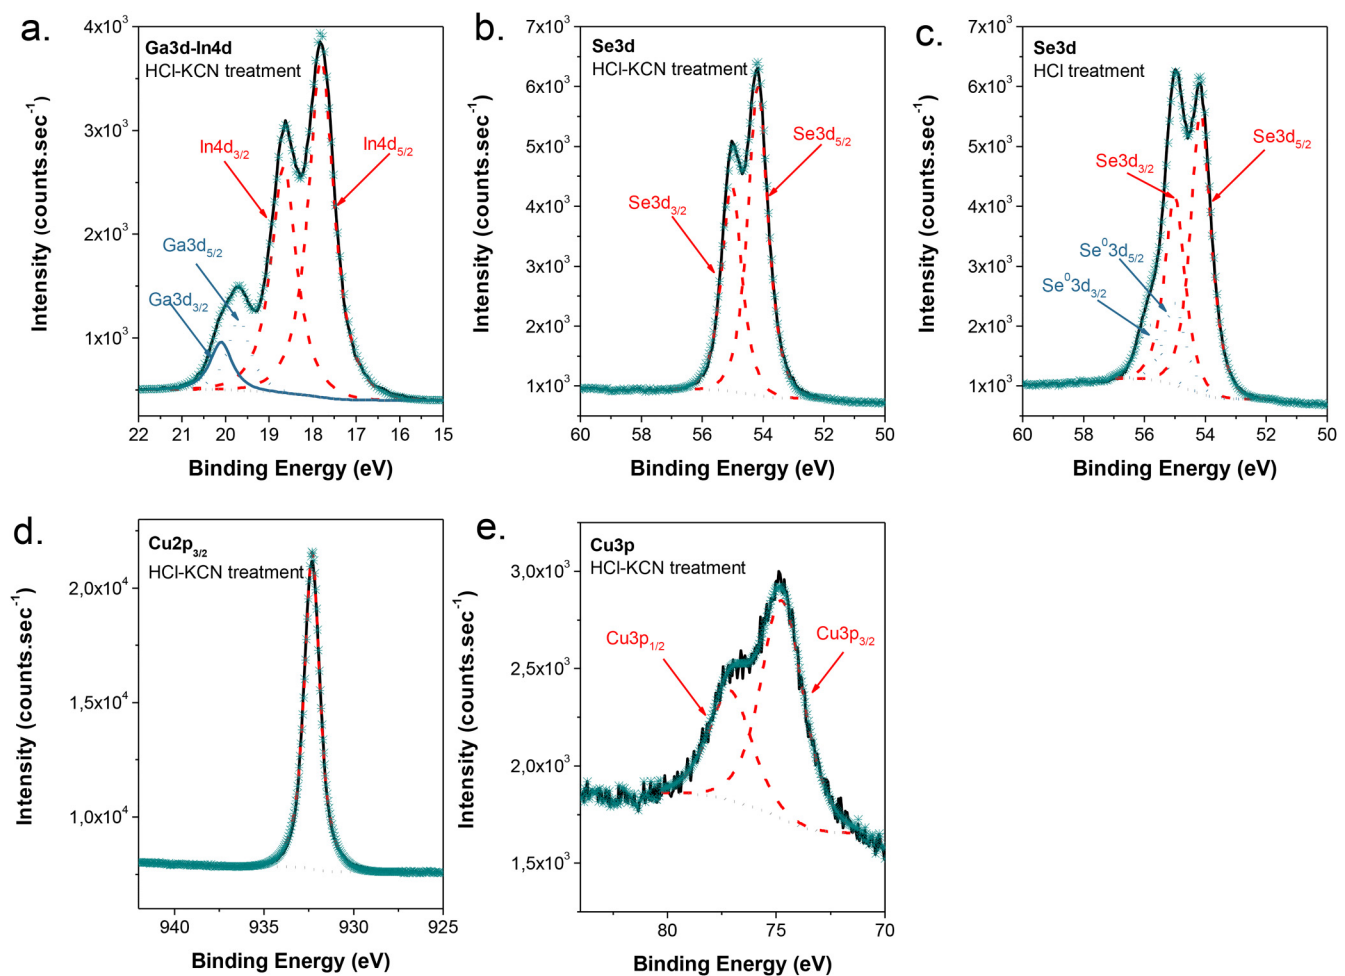 a.
Ga3d-In4d
HCl-KCN treatment
In4d3/2
In4d5/2
Ga3d5/2
Ga3d3/2
4x10³
3x10³
2x10³
1x10³
22 21 20 19 18 17 16 15
Intensity (counts.sec⁻¹)
Binding Energy (eV)
b.
Se3d
HCl-KCN treatment
Se3d5/2
Se3d3/2
7x10³
6x10³
5x10³
4x10³
3x10³
2x10³
1x10³
60 58 56 54 52 50
Intensity (counts.sec⁻¹)
Binding Energy (eV)
c.
Se3d
HCl treatment
Se3d5/2
Se3d3/2
Se⁰3d5/2
Se⁰3d3/2
7x10³
6x10³
5x10³
4x10³
3x10³
2x10³
1x10³
60 58 56 54 52 50
Intensity (counts.sec⁻¹)
Binding Energy (eV)
d.
Cu2p3/2
HCl-KCN treatment
2,0x10⁴
1,5x10⁴
1,0x10⁴
940 935 930 925
Intensity (counts.sec⁻¹)
Binding Energy (eV)
e.
Cu3p
HCl-KCN treatment
Cu3p1/2
Cu3p3/2
3,0x10³
2,5x10³
2,0x10³
1,5x10³
80 75 70
Intensity (counts.sec⁻¹)
Binding Energy (eV)